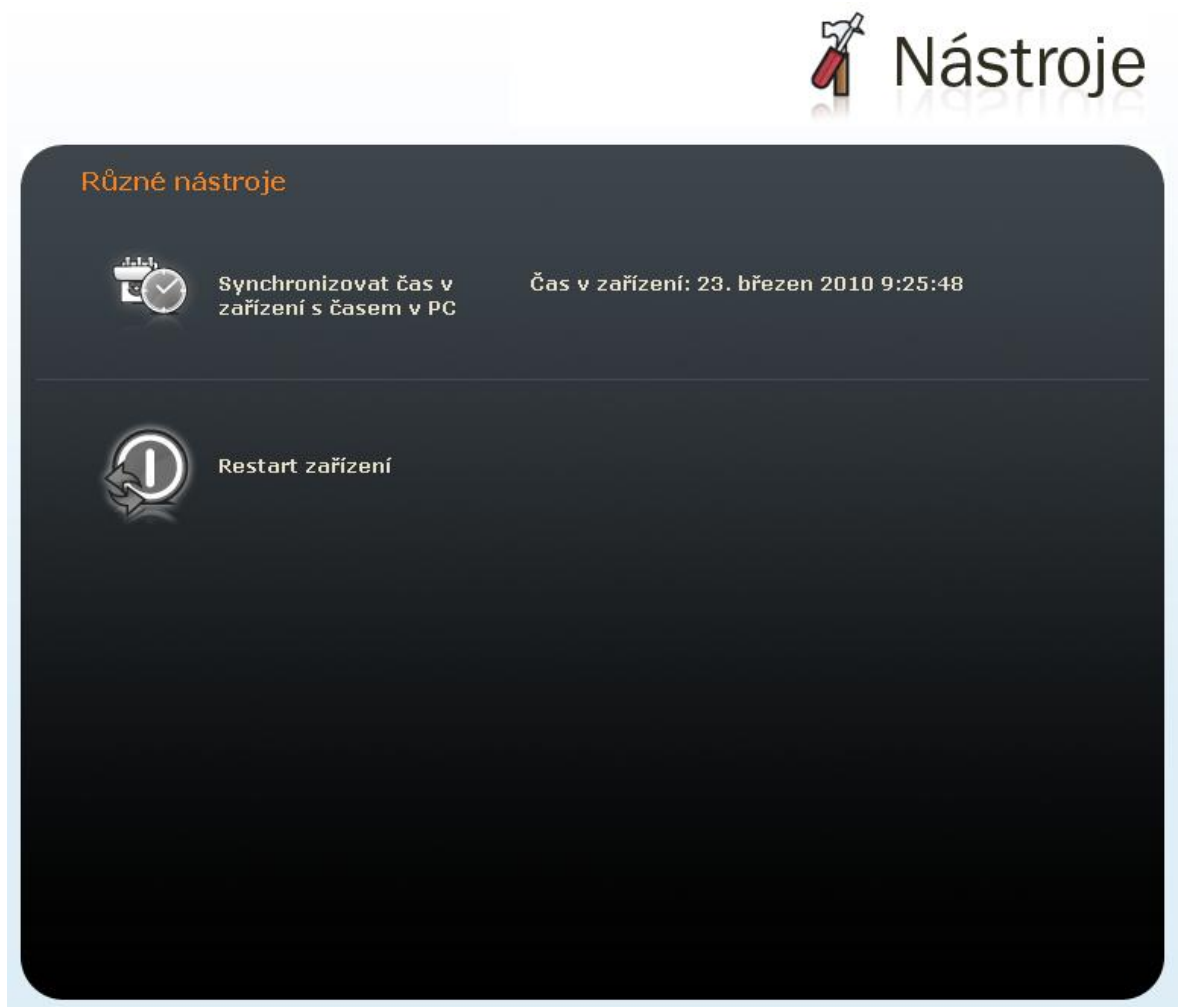 Nástroje
Různé nástroje
Synchronizovat čas v
zařízení s časem v PC
Čas v zařízení: 23. březen 2010 9:25:48
Restart zařízení